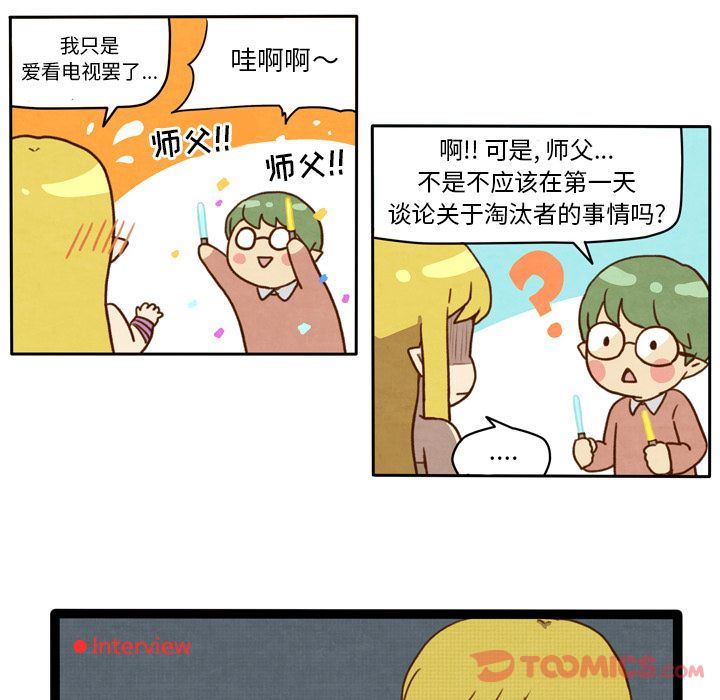 我只是
爱看电视罢了...
哇啊啊～
师父!!
师父!!
啊!! 可是, 师父...
不是不应该在第一天
谈论关于淘汰者的事情吗?
?
....
Interview
TOOMICS.COM